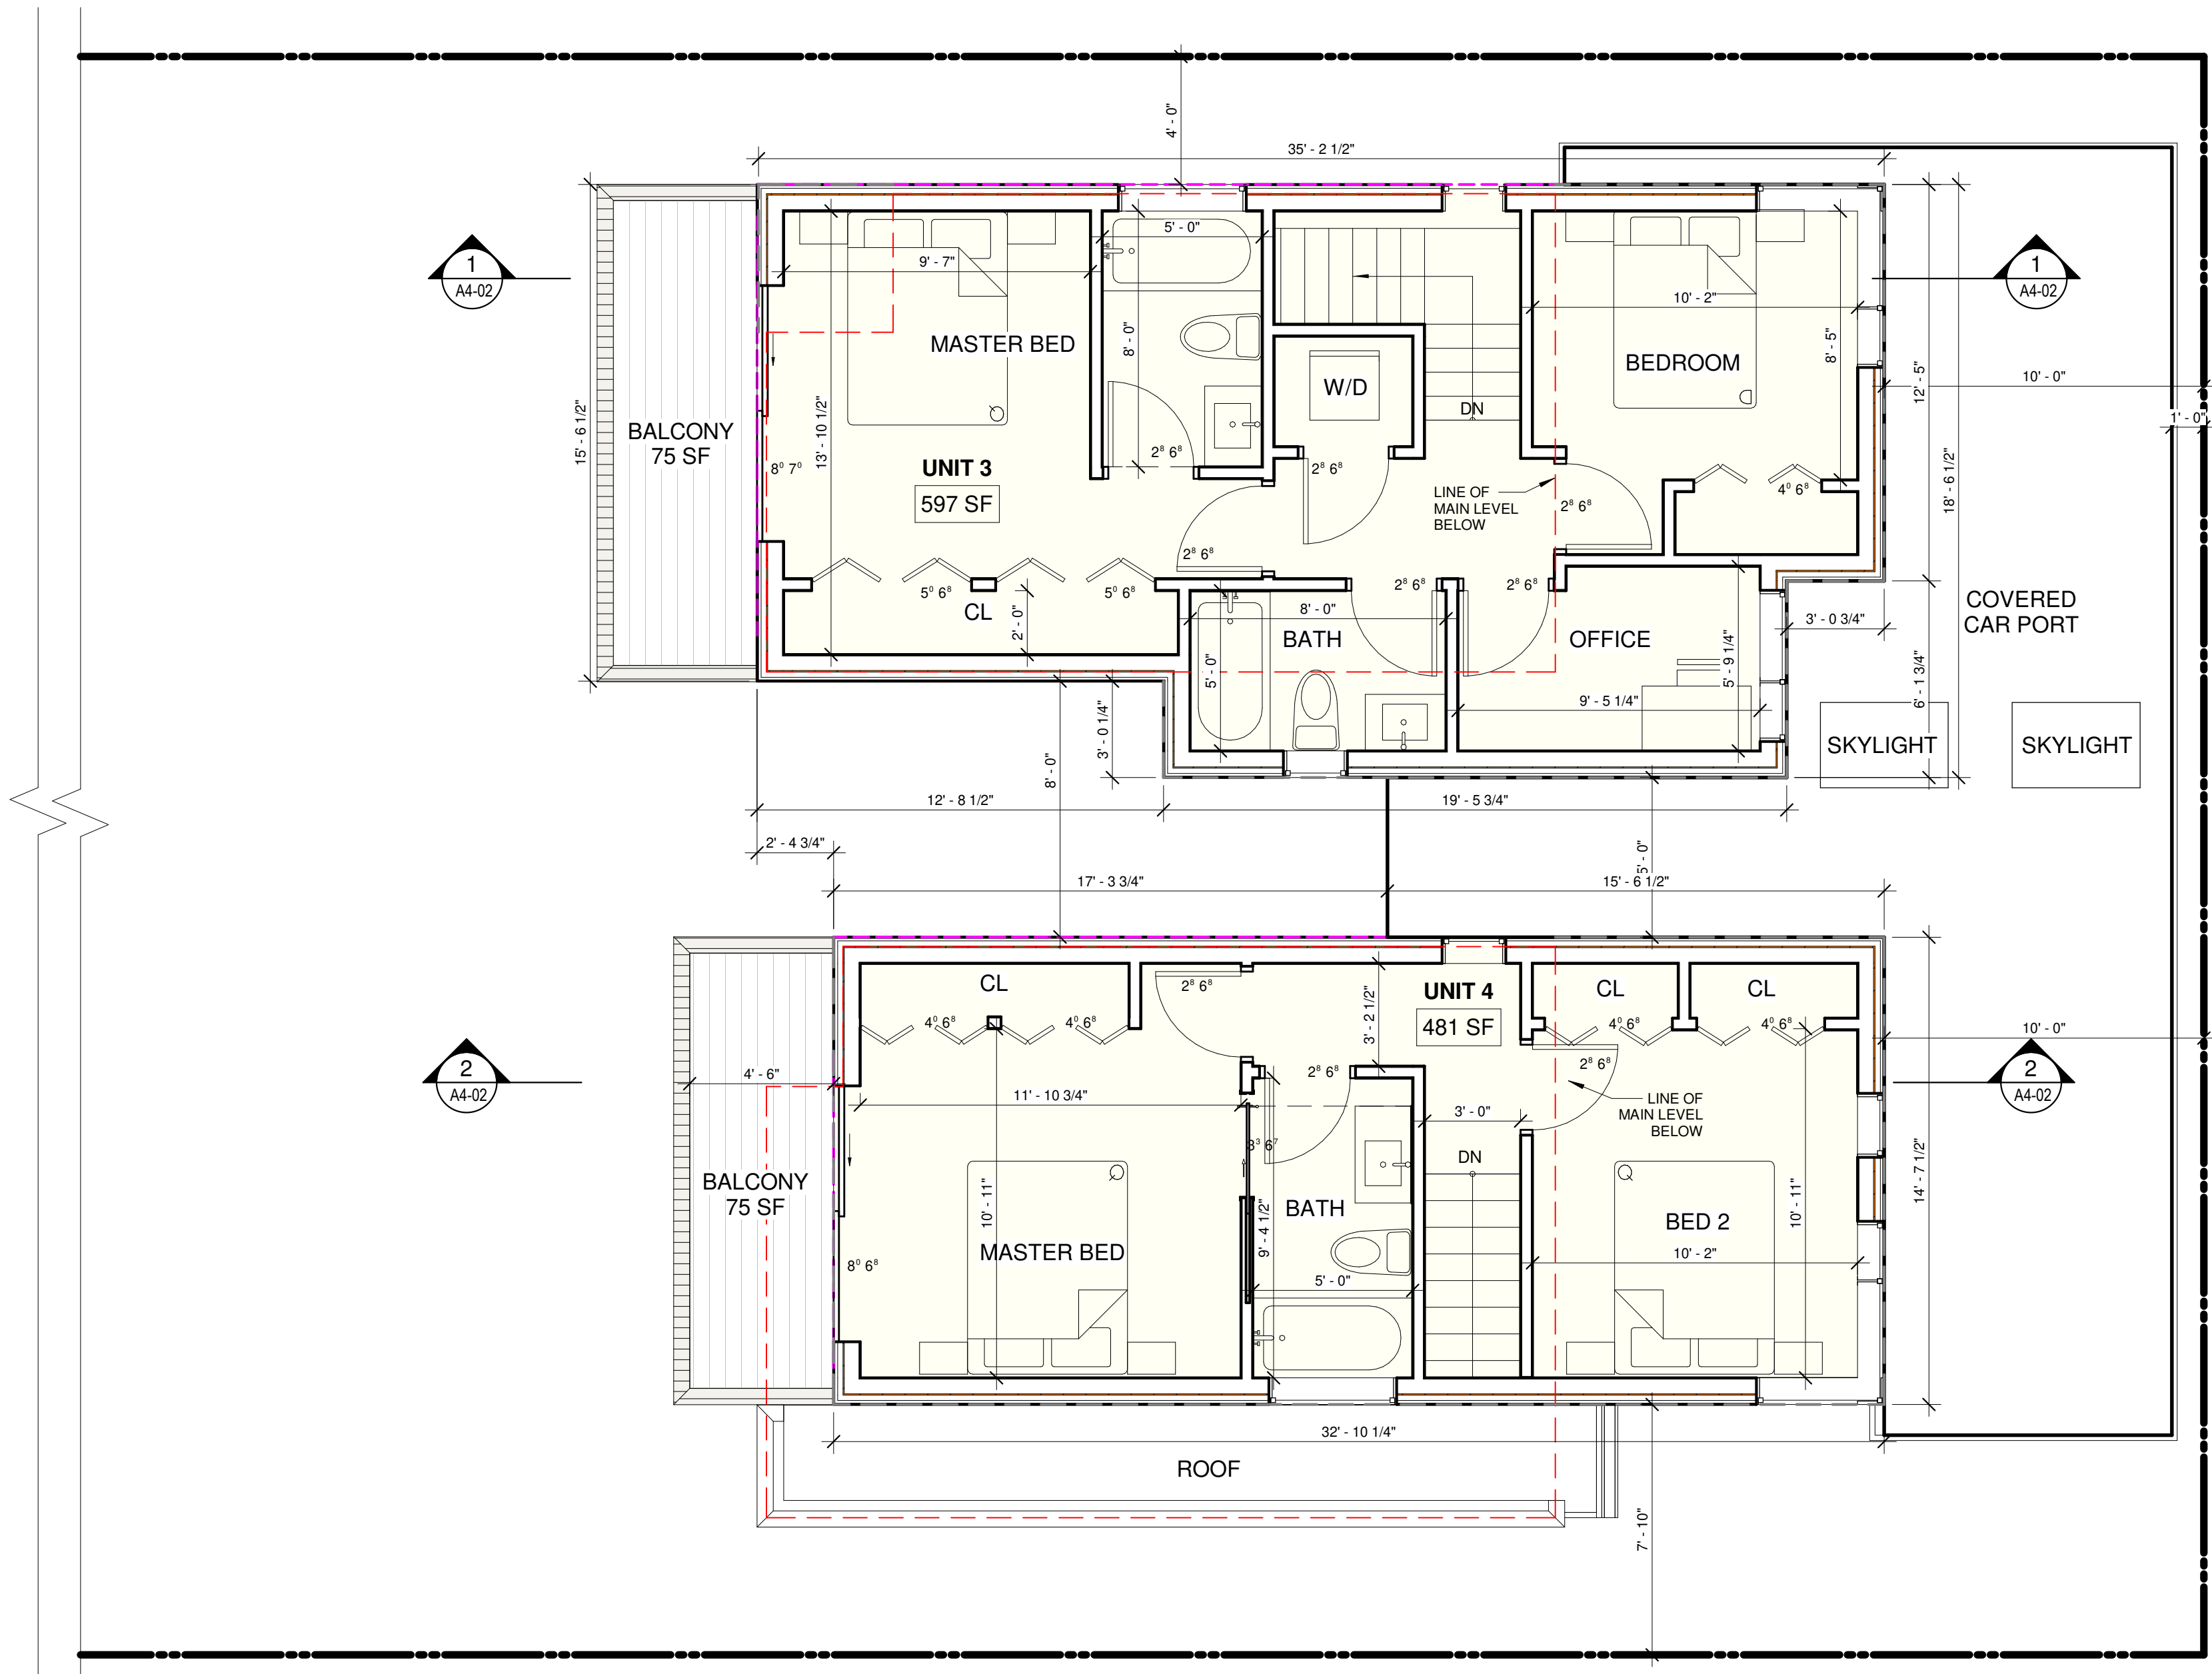 4' - 0"
35' - 2 1/2"
5' - 0"
9' - 7"
1
A4-02
1
A4-02
10' - 2"
MASTER BED
8' - 0"
BEDROOM
8' - 5"
12' - 5"
10' - 0"
W/D
DN
1' - 0"
15' - 6 1/2"
BALCONY
75 SF
13' - 10 1/2"
2⁸ 6⁸
8⁰ 7⁰
UNIT 3
597 SF
2⁸ 6⁸
LINE OF
MAIN LEVEL
BELOW
2⁸ 6⁸
4⁰ 6⁸
18' - 6 1/2"
2⁸ 6⁸
5⁰ 6⁸
5⁰ 6⁸
2⁸ 6⁸
2⁸ 6⁸
CL
2' - 0"
8' - 0"
BATH
OFFICE
COVERED
CAR PORT
3' - 0 3/4"
5' - 0"
5' - 9 1/4"
6' - 1 3/4"
9' - 5 1/4"
3' - 0 1/4"
SKYLIGHT
SKYLIGHT
8' - 0"
12' - 8 1/2"
19' - 5 3/4"
2' - 4 3/4"
5' - 0"
17' - 3 3/4"
15' - 6 1/2"
CL
2⁸ 6⁸
UNIT 4
481 SF
CL
CL
4⁰ 6⁸
4⁰ 6⁸
3' - 2 1/2"
4⁰ 6⁸
4⁰ 6⁸
10' - 0"
2
A4-02
2
A4-02
4' - 6"
2⁸ 6⁸
2⁸ 6⁸
11' - 10 3/4"
3' - 0"
LINE OF
MAIN LEVEL
BELOW
DN
BALCONY
75 SF
10' - 11"
9' - 4 1/2"
BATH
BED 2
10' - 11"
14' - 7 1/2"
MASTER BED
8⁰ 6⁸
5' - 0"
10' - 2"
32' - 10 1/4"
ROOF
7' - 10"